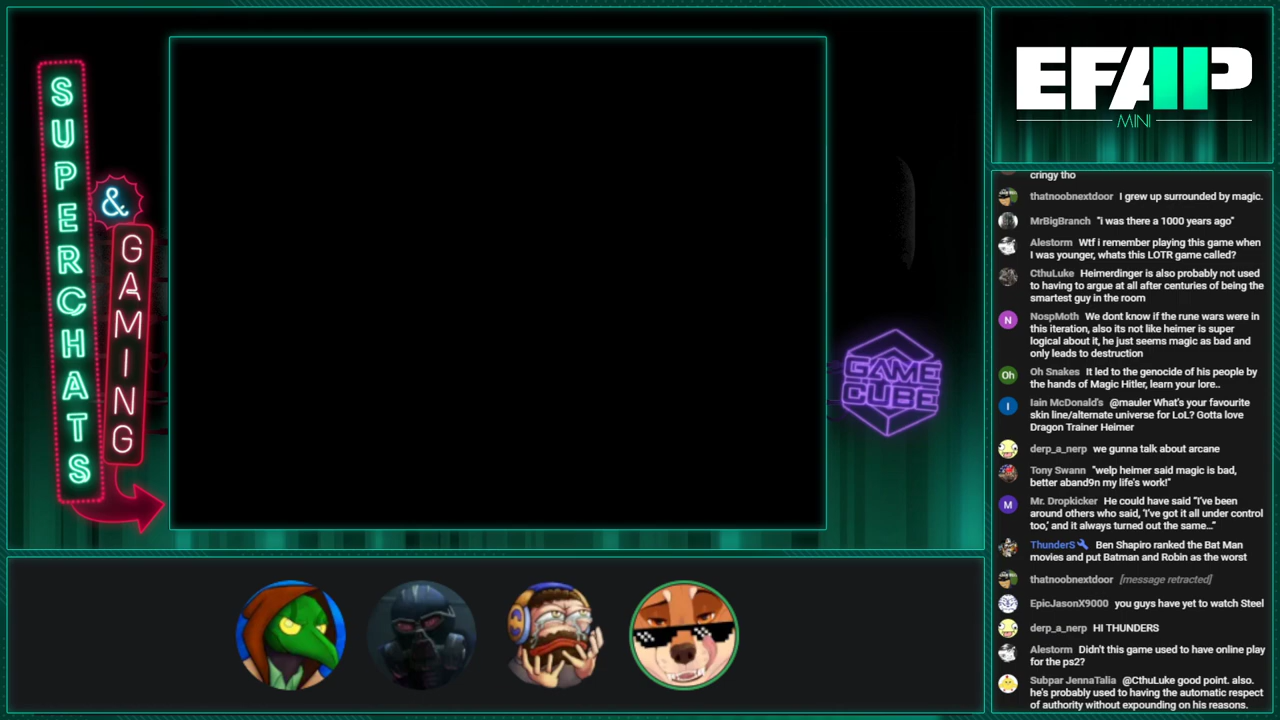 SUPERCHATS
&
GAMING
GAME
CUBE
EFAP
MINI
cringy tho
thatnoobnextdoor I grew up surrounded by magic.
MrBigBranch "i was there a 1000 years ago"
Alestorm Wtf i remember playing this game when
I was younger, whats this LOTR game called?
CthuLuke Heimerdinger is also probably not used
to having to argue at all after centuries of being the
smartest guy in the room
N
NospMoth We dont know if the rune wars were in
this iteration, also its not like heimer is super
logical about it, he just seems magic as bad and
only leads to destruction
Oh
Oh Snakes It led to the genocide of his people by
the hands of Magic Hitler, learn your lore..
I
Iain McDonald's @mauler What's your favourite
skin line/alternate universe for LoL? Gotta love
Dragon Trainer Heimer
derp_a_nerp we gunna talk about arcane
Tony Swann "welp heimer said magic is bad,
better aband9n my life's work!"
M
Mr. Dropkicker He could have said "I've been
around others who said, 'I've got it all under control
too,' and it always turned out the same..."
ThunderS Ben Shapiro ranked the Bat Man
movies and put Batman and Robin as the worst
thatnoobnextdoor [message retracted]
EpicJasonX9000 you guys have yet to watch Steel
derp_a_nerp HI THUNDERS
Alestorm Didn't this game used to have online play
for the ps2?
Subpar JennaTalia @CthuLuke good point. also.
he's probably used to having the automatic respect
of authority without expounding on his reasons.